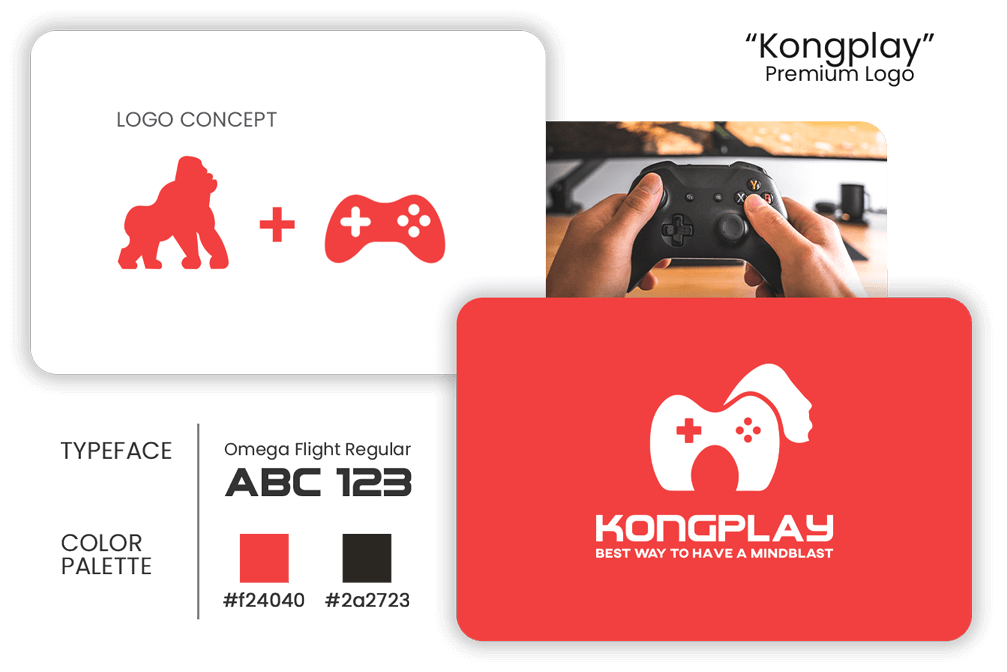 “Kongplay”
Premium Logo
LOGO CONCEPT
Y
X
B
TYPEFACE
Omega Flight Regular
ABC 123
COLOR
PALETTE
#f24040
#2a2723
KONGPLAY
BEST WAY TO HAVE A MINDBLAST